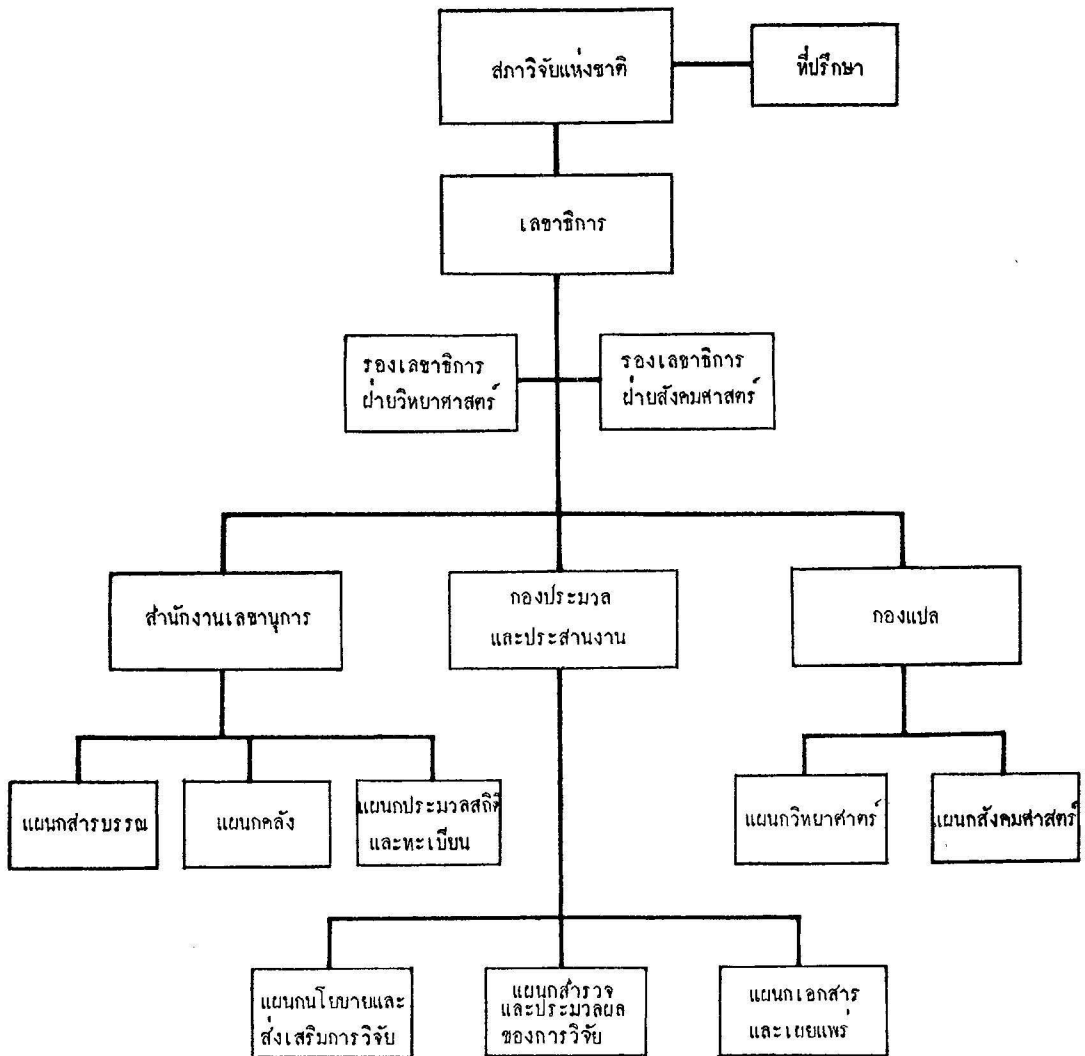 สภาวิจัยแห่งชาติ
ที่ปรึกษา
เลขาธิการ
รองเลขาธิการ
ฝ่ายวิทยาศาสตร์
รองเลขาธิการ
ฝ่ายสังคมศาสตร์
สำนักงานเลขานุการ
กองประมวล
และประสานงาน
กองแปล
แผนกสารบรรณ
แผนกคลัง
แผนกประมวลสถิติ
และทะเบียน
แผนกวิทยาศาตร์
แผนกสังคมศาสตร์
แผนกนโยบายและ
ส่งเสริมการวิจัย
แผนกสำรวจ
และประมวลผล
ของการวิจัย
แผนกเอกสาร
และเผยแพร่